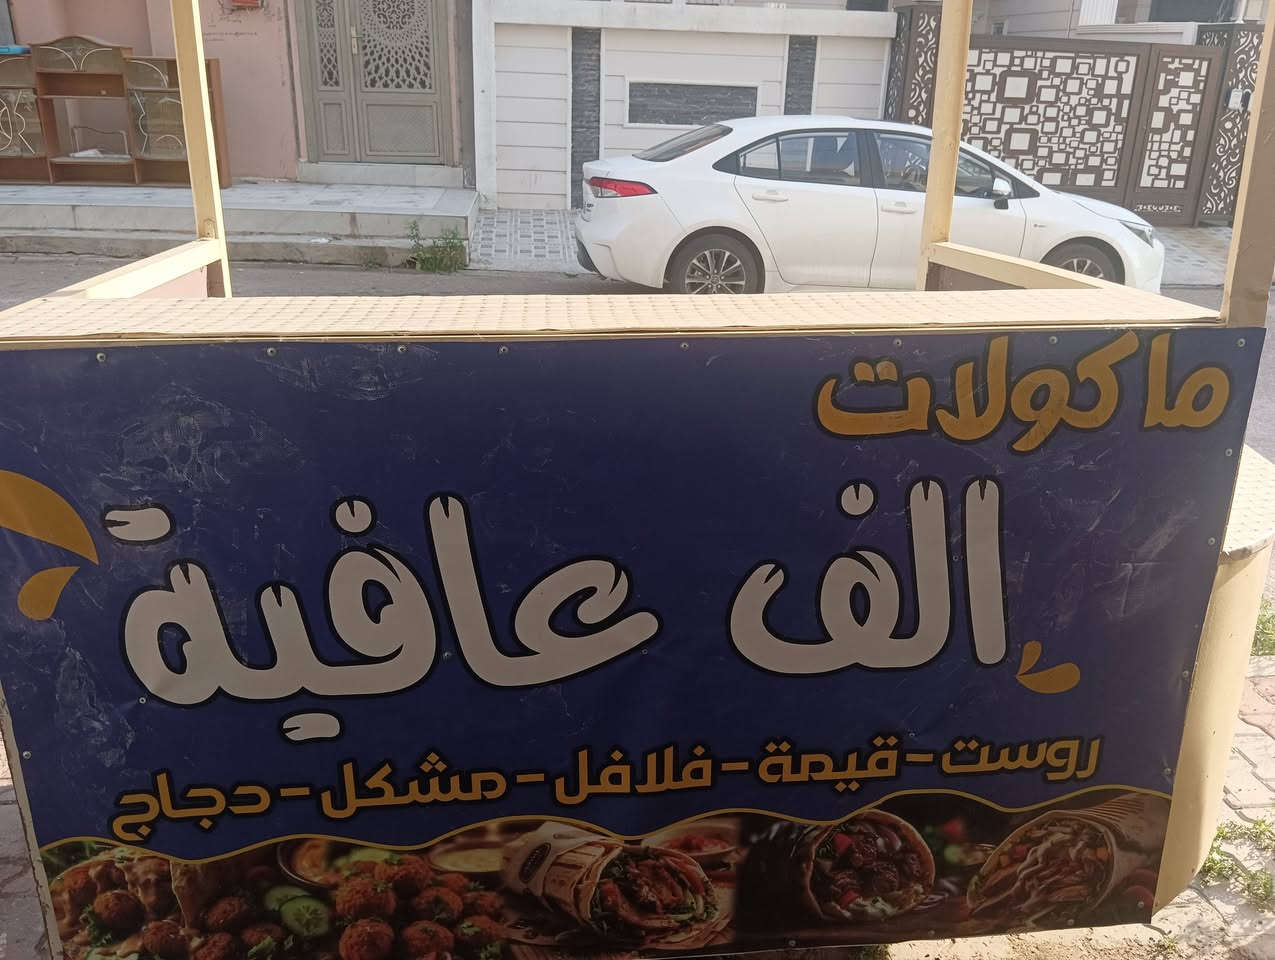 ماكولات
الف عافية
روست-قيمة-فلافل-مشكل-دجاج